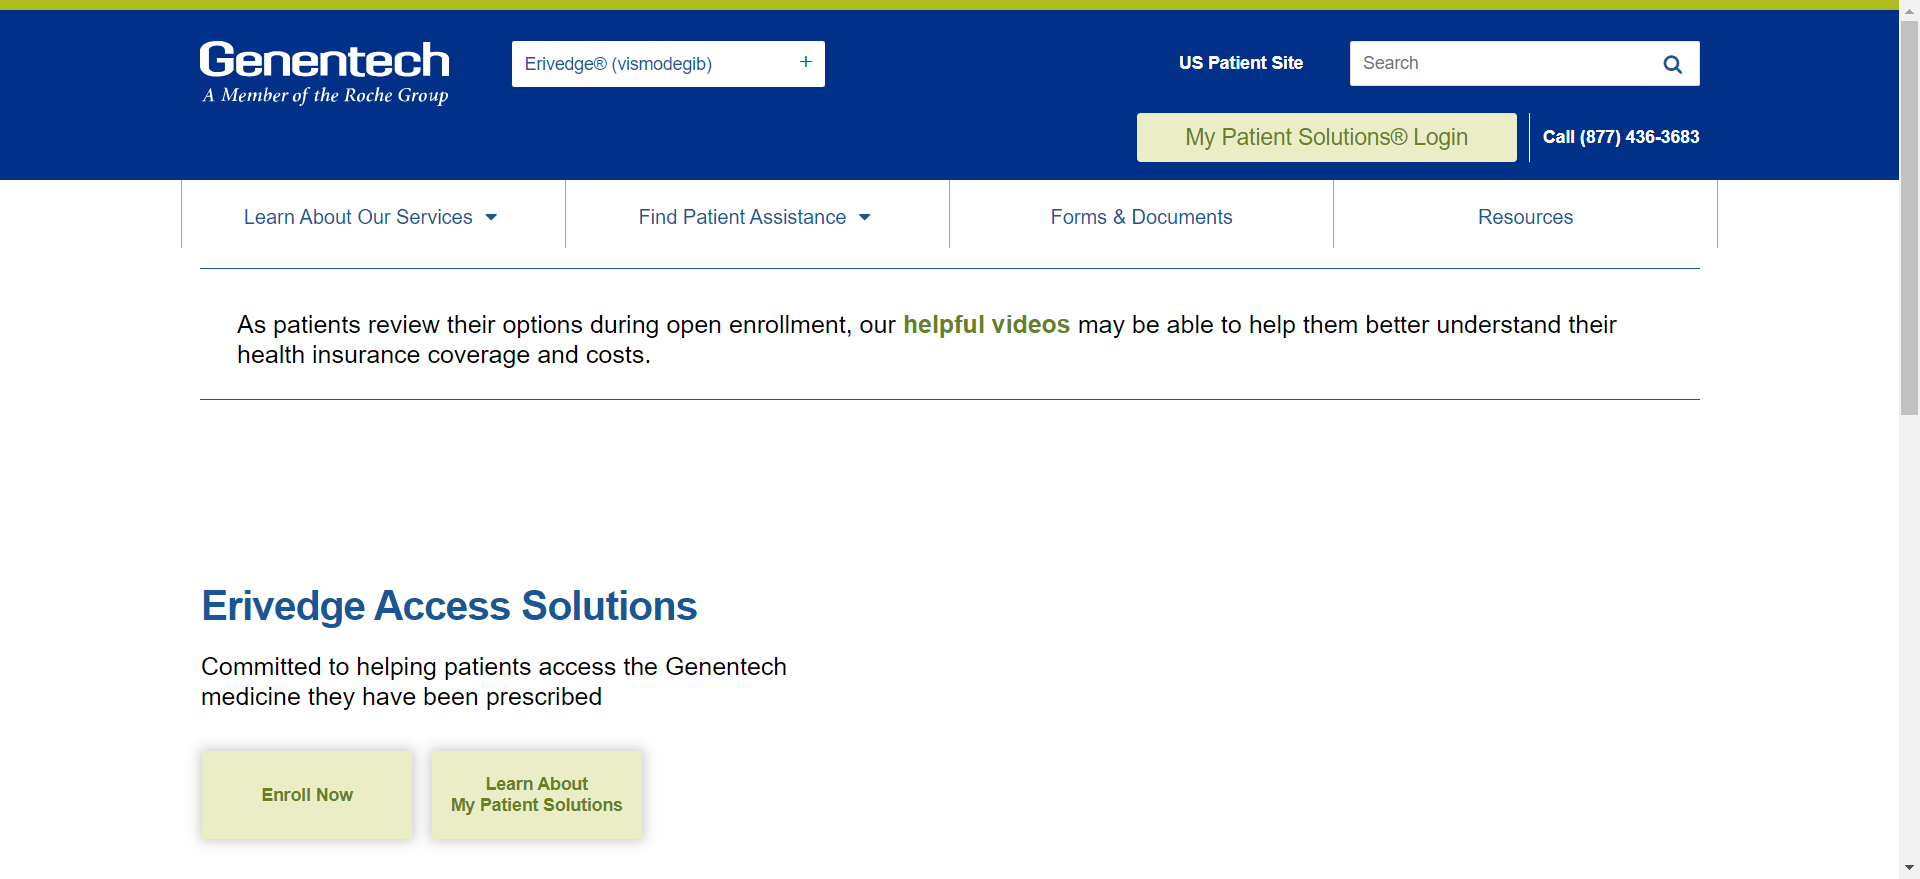 Genentech
A Member of the Roche Group
Erivedge® (vismodegib) +
US Patient Site
Search
My Patient Solutions® Login
Call (877) 436-3683
Learn About Our Services
Find Patient Assistance
Forms & Documents
Resources
As patients review their options during open enrollment, our helpful videos may be able to help them better understand their
health insurance coverage and costs.
Erivedge Access Solutions
Committed to helping patients access the Genentech
medicine they have been prescribed
Enroll Now
Learn About
My Patient Solutions